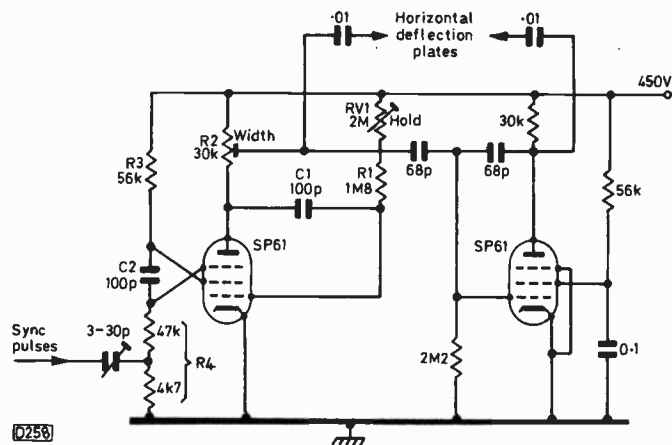 ·01
Horizontal
deflection
plates
·01
450V
R2
30k
Width
RV1
2M
Hold
30k
R3
56k
C1
100p
R1
1M8
68p
68p
56k
SP61
SP61
C2
100p
Sync
pulses
3-30p
47k
R4
4k7
2M2
0·1
D258